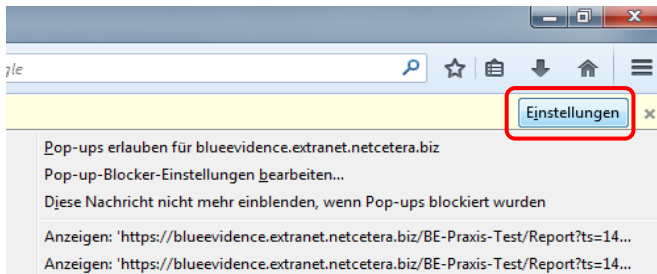 gle
Einstellungen
Pop-ups erlauben für blueevidence.extranet.netcetera.biz
Pop-up-Blocker-Einstellungen bearbeiten...
Diese Nachricht nicht mehr einblenden, wenn Pop-ups blockiert wurden
Anzeigen: 'https://blueevidence.extranet.netcetera.biz/BE-Praxis-Test/Report?ts=14...
Anzeigen: 'https://blueevidence.extranet.netcetera.biz/BE-Praxis-Test/Report?ts=14...